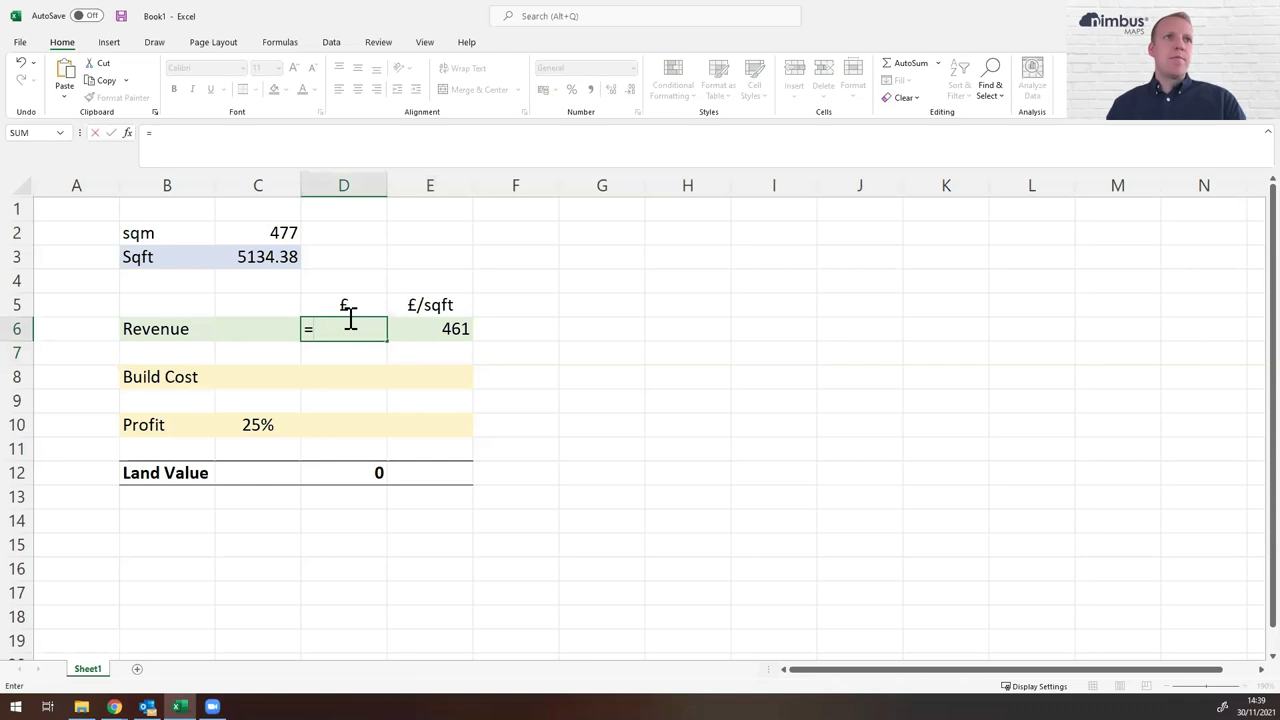 AutoSave Off Book1 - Excel Search (Alt+Q)
nimbus MAPS
File Home Insert Draw Page Layout Formulas Data Review View Help
Paste Cut Copy Format Painter
Calibri 11
Wrap Text Merge & Center
General
Conditional Formatting Format as Table Cell Styles
Insert Delete Format
AutoSum Fill Clear
Sort & Filter Find & Select
Analyze Data
Undo Clipboard Font Alignment Number Styles Cells Editing Analysis
SUM fx =
A B C D E F G H I J K L M N
1
2 sqm 477
3 Sqft 5134.38
4
5 £ £/sqft
6 Revenue = 461
7
8 Build Cost
9
10 Profit 25%
11
12 Land Value 0
13
14
15
16
17
18
19
Sheet1
Enter Display Settings 190%
14:39
30/11/2021